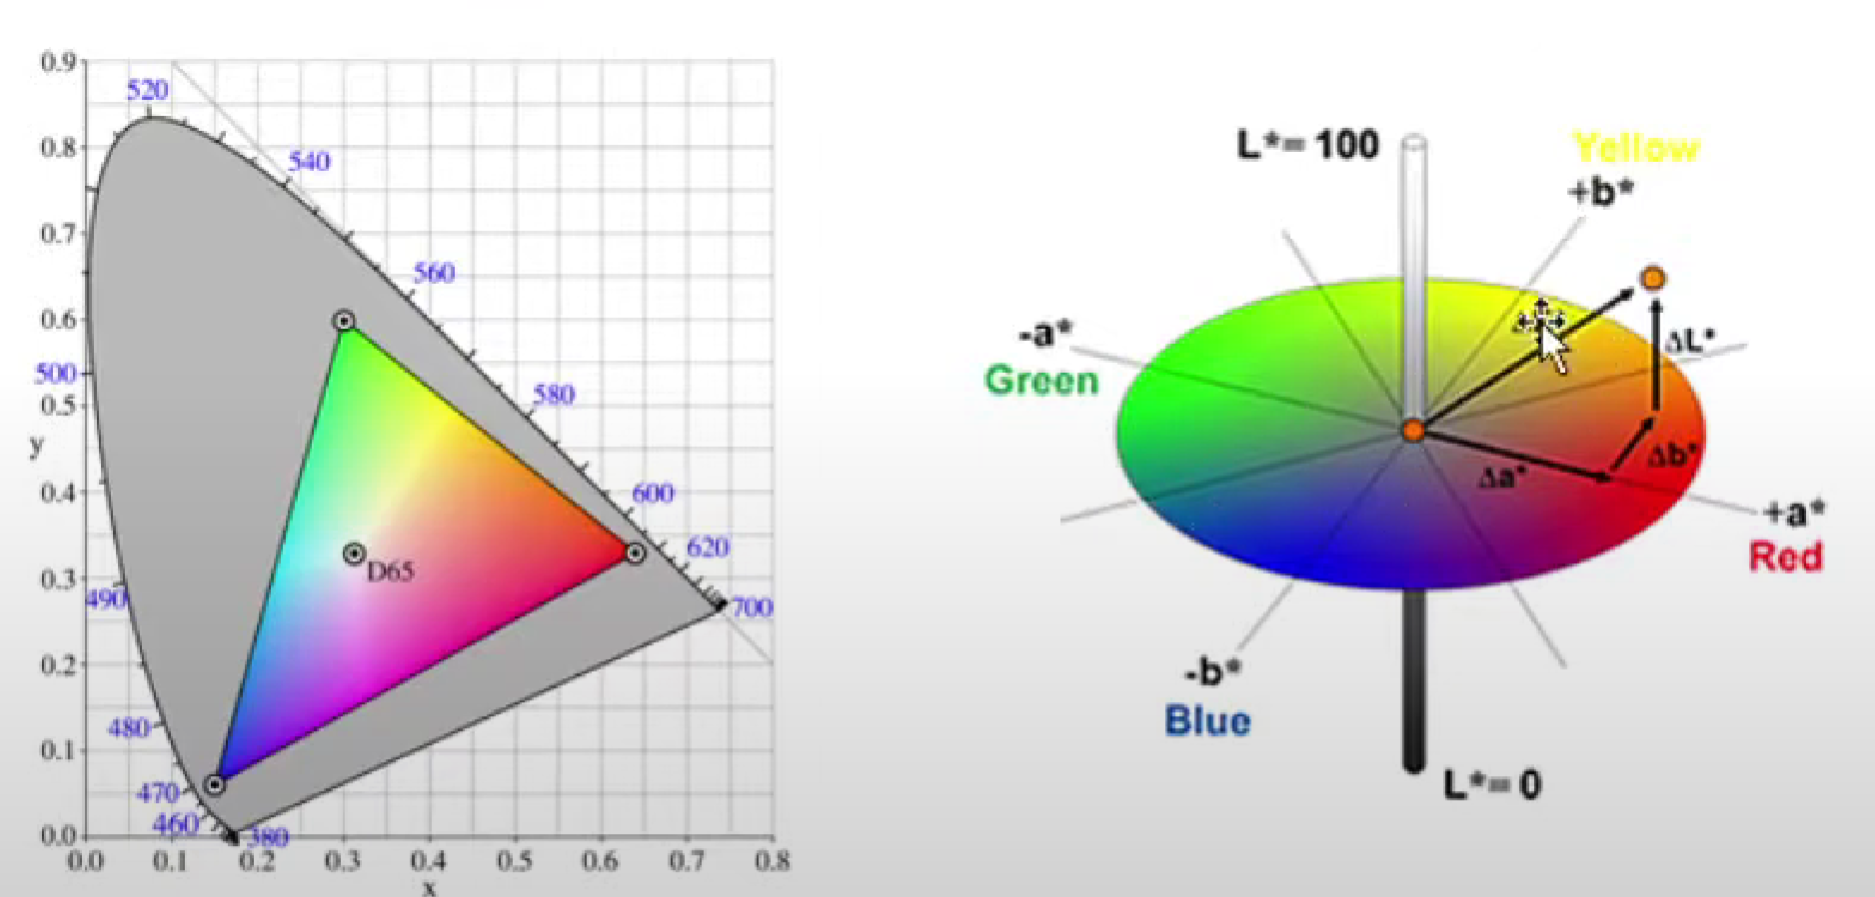 0.9
520
0.8
540
0.7
560
0.6
500
580
0.5
y
0.4
600
620
D65
0.3
490
700
0.2
480
0.1
470
460
0.0
380
0.0 0.1 0.2 0.3 0.4 0.5 0.6 0.7 0.8
x
L*= 100
Yellow
+b*
-a*
Green
ΔL*
Δb*
Δa*
+a*
Red
-b*
Blue
L*= 0